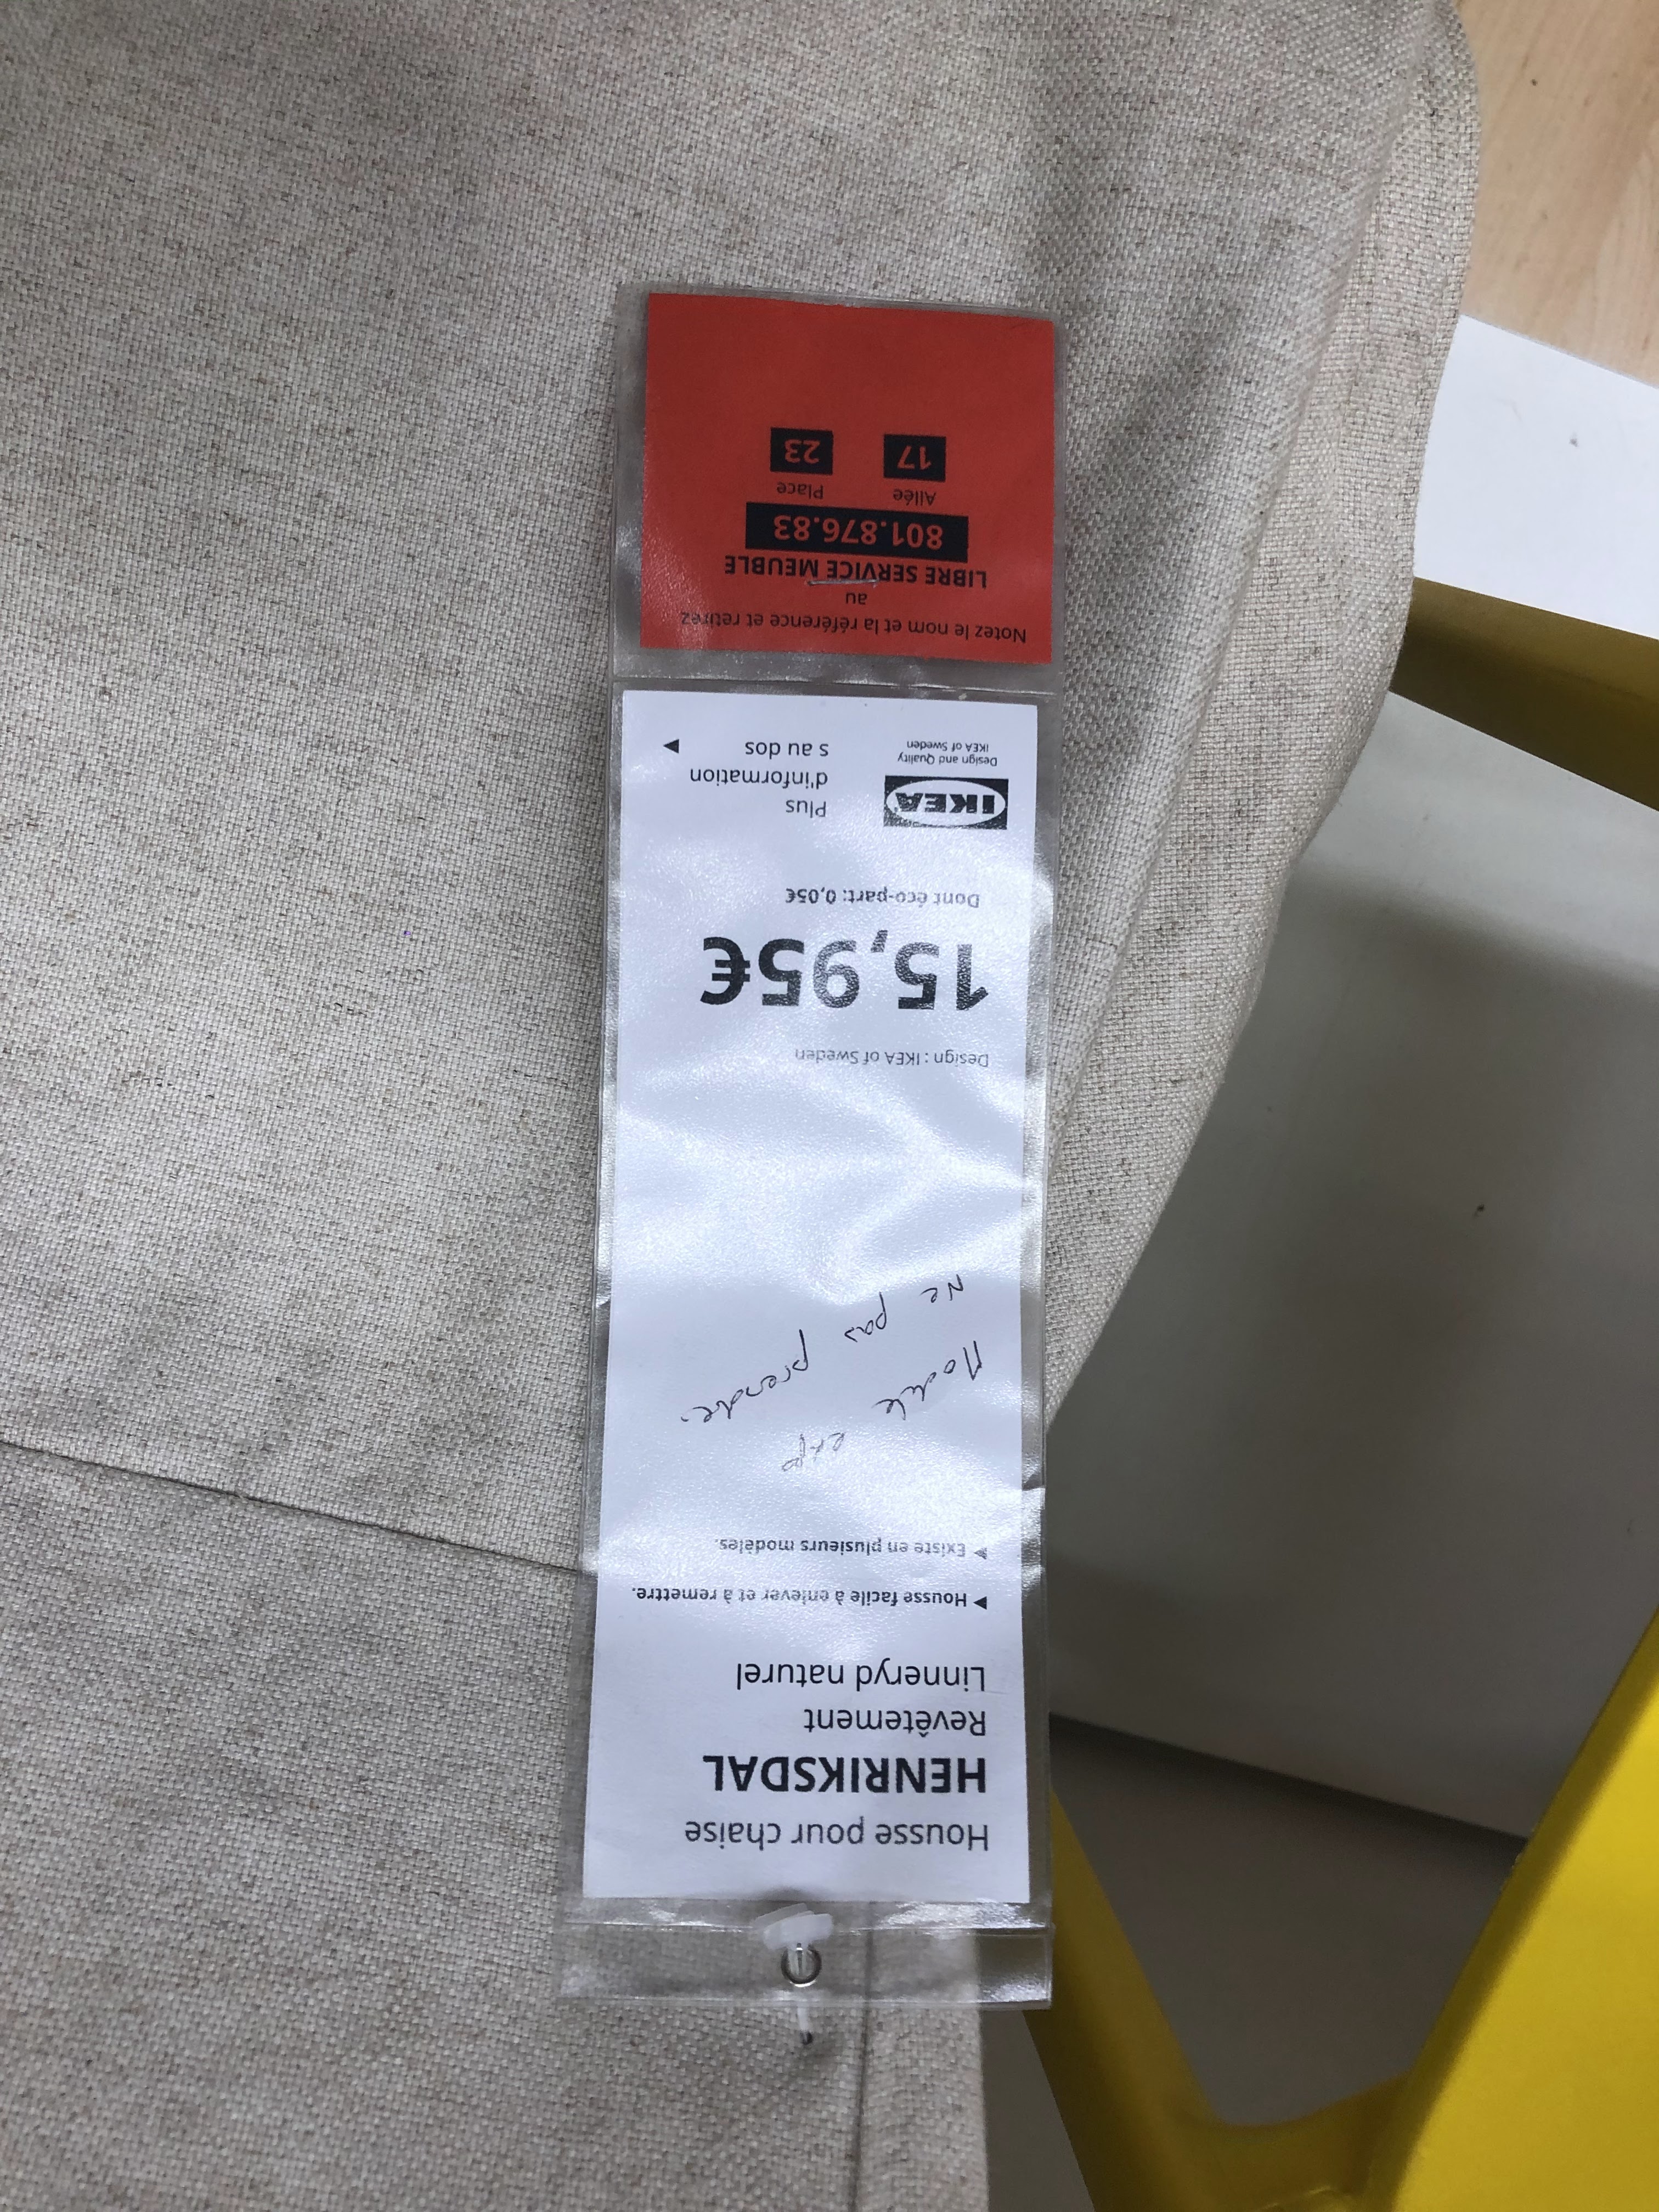 Housse pour chaise
HENRIKSDAL
Revêtement
Linneryd naturel
▶ Housse facile à enlever et à remettre.
▶ Existe en plusieurs modèles.
Modèle expo
Ne pas prendre.
Design : IKEA of Sweden
15,95€
Dont éco-part: 0,05€
IKEA
Design and Quality
IKEA of Sweden
Plus
d'information
s au dos ▶
Notez le nom et la référence et retirez
au
LIBRE SERVICE MEUBLE
801.876.83
Allée Place
17 23